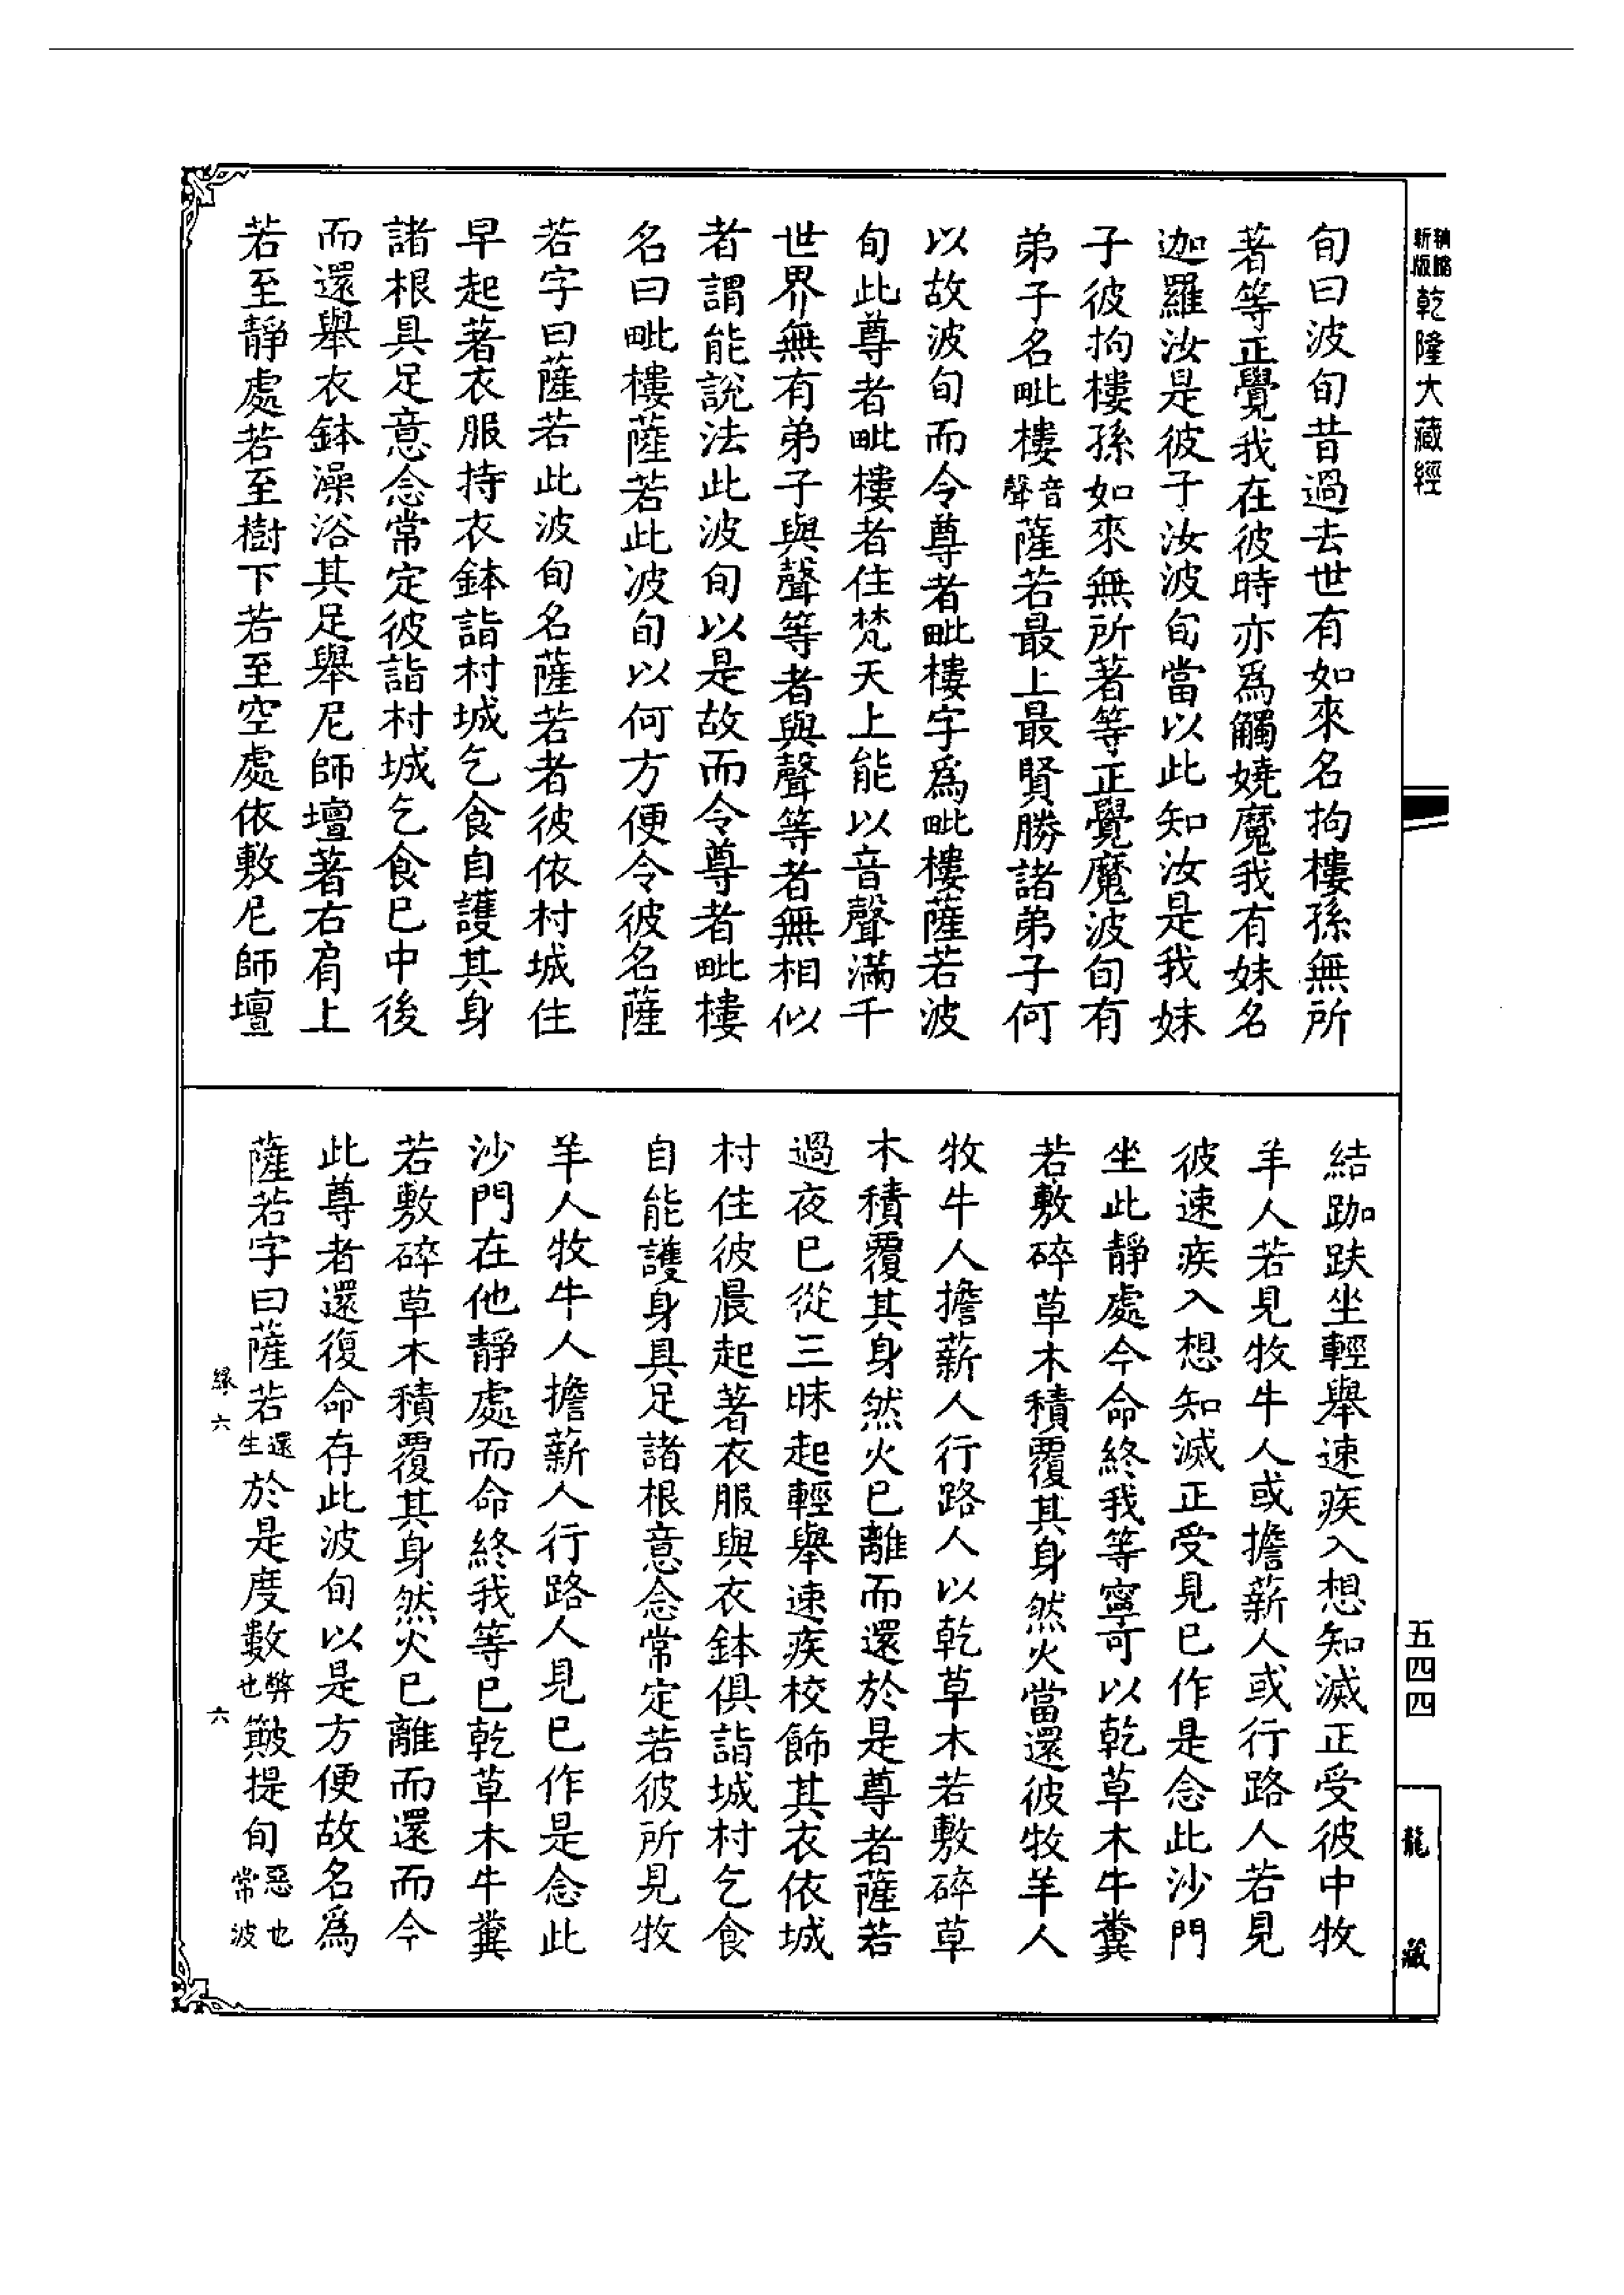 新版
乾隆大藏經
旬曰波旬昔過去世有如來名拘樓孫無所
著等正覺我在彼時亦為觸嬈魔我有妹名
迦羅汝是彼子汝波旬當以此知汝是我妹
子彼拘樓孫如來無所著等正覺魔波旬有
弟子名毗樓音聲薩若最上最賢勝諸弟子何
以故波旬而令尊者毗樓字為毗樓薩若波
旬此尊者毗樓者住梵天上能以音聲滿千
世界無有弟子與聲等者與聲等者無相似
者謂能說法此波旬以是故而令尊者毗樓
名曰毗樓薩若此波旬以何方便令彼名薩
若字曰薩若此波旬名薩若者彼依村城住
早起著衣服持衣鉢詣村城乞食自護其身
諸根具足意念常定彼詣村城乞食已中後
而還舉衣鉢澡浴其足舉尼師壇著右肩上
若至靜處若至樹下若至空處依敷尼師壇
結跏趺坐輕舉速疾入想知滅正受彼中牧
羊人若見牧牛人或擔薪人或行路人若見
彼速疾入想知滅正受見已作是念此沙門
坐此靜處今命終我等寧可以乾草木牛糞
若敷碎草木積覆其身然火當還彼牧羊人
牧牛人擔薪人行路人以乾草木若敷碎草
木積覆其身然火已離而還於是尊者薩若
過夜已從三昧起輕舉速疾校飾其衣依城
村住彼晨起著衣服與衣鉢俱詣城村乞食
自能護身具足諸根意念常定若彼所見牧
羊人牧牛人擔薪人行路人見已作是念此
沙門在他靜處而命終我等已乾草木牛糞
若敷碎草木積覆其身然火已離而還而今
此尊者還復命存此波旬以是方便故名為
薩若字曰薩若還生於是度數弊也簸提旬惡也常波
緣六
六
五四四
龍藏